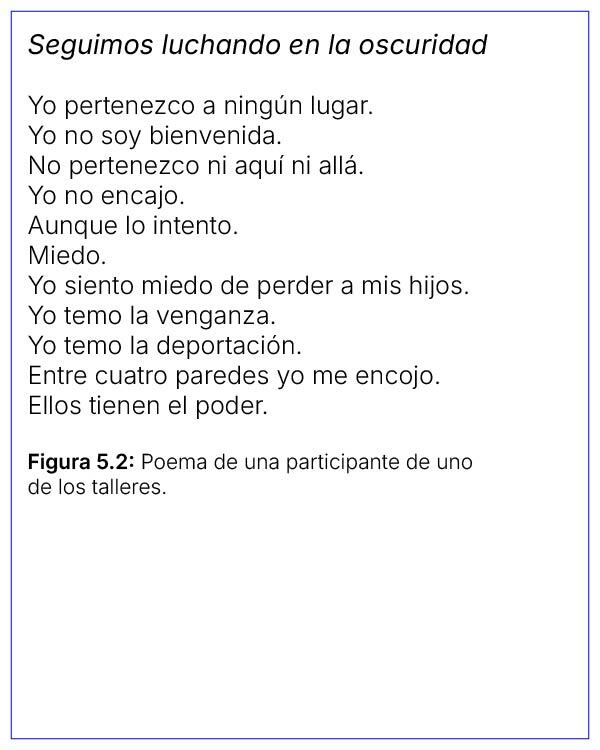 Seguimos luchando en la oscuridad
Yo pertenezco a ningún lugar.
Yo no soy bienvenida.
No pertenezco ni aquí ni allá.
Yo no encajo.
Aunque lo intento.
Miedo.
Yo siento miedo de perder a mis hijos.
Yo temo la venganza.
Yo temo la deportación.
Entre cuatro paredes yo me encojo.
Ellos tienen el poder.
Figura 5.2: Poema de una participante de uno
de los talleres.